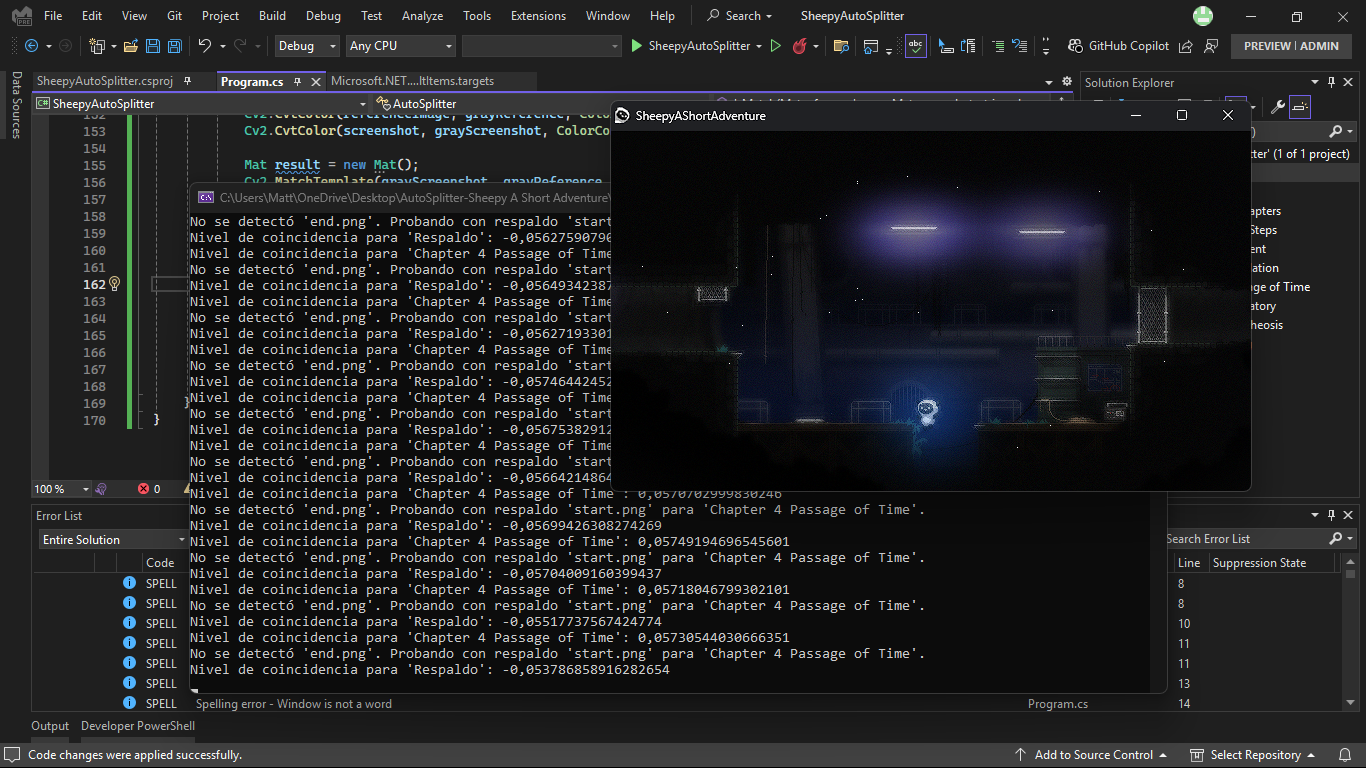 File Edit View Git Project Build Debug Test Analyze Tools Extensions Window Help Search SheepyAutoSplitter
Debug Any CPU SheepyAutoSplitter GitHub Copilot PREVIEW | ADMIN
Data Sources
SheepyAutoSplitter.csproj Program.cs Microsoft.NET....ltItems.targets
SheepyAutoSplitter AutoSplitter
Solution Explorer
SheepyAShortAdventure
153 Cv2.CvtColor(screenshot, grayScreenshot, ColorCo
154
155 Mat result = new Mat();
156
157
158
159
160
161
162
163
164
165
166
167
168
169 }
170 }
tter' (1 of 1 project)
apters
Steps
ent
ation
ge of Time
atory
heosis
C:\Users\Matt\OneDrive\Desktop\AutoSplitter-Sheepy A Short Adventure\
No se detectó 'end.png'. Probando con respaldo 'start
Nivel de coincidencia para 'Respaldo': -0,05627590790
Nivel de coincidencia para 'Chapter 4 Passage of Time
No se detectó 'end.png'. Probando con respaldo 'start
Nivel de coincidencia para 'Respaldo': -0,05649342387
Nivel de coincidencia para 'Chapter 4 Passage of Time
No se detectó 'end.png'. Probando con respaldo 'start
Nivel de coincidencia para 'Respaldo': -0,05627193301
Nivel de coincidencia para 'Chapter 4 Passage of Time
No se detectó 'end.png'. Probando con respaldo 'start
Nivel de coincidencia para 'Respaldo': -0,05746442452
Nivel de coincidencia para 'Chapter 4 Passage of Time
No se detectó 'end.png'. Probando con respaldo 'start
Nivel de coincidencia para 'Respaldo': -0,05675382912
Nivel de coincidencia para 'Chapter 4 Passage of Time
No se detectó 'end.png'. Probando con respaldo 'start
Nivel de coincidencia para 'Respaldo': -0,05664214864
Nivel de coincidencia para 'Chapter 4 Passage of Time': 0,0570702999830246
No se detectó 'end.png'. Probando con respaldo 'start.png' para 'Chapter 4 Passage of Time'.
Nivel de coincidencia para 'Respaldo': -0,05699426308274269
Nivel de coincidencia para 'Chapter 4 Passage of Time': 0,05749194696545601
No se detectó 'end.png'. Probando con respaldo 'start.png' para 'Chapter 4 Passage of Time'.
Nivel de coincidencia para 'Respaldo': -0,05704009160399437
Nivel de coincidencia para 'Chapter 4 Passage of Time': 0,05718046799302101
No se detectó 'end.png'. Probando con respaldo 'start.png' para 'Chapter 4 Passage of Time'.
Nivel de coincidencia para 'Respaldo': -0,05517737567424774
Nivel de coincidencia para 'Chapter 4 Passage of Time': 0,05730544030666351
No se detectó 'end.png'. Probando con respaldo 'start.png' para 'Chapter 4 Passage of Time'.
Nivel de coincidencia para 'Respaldo': -0,053786858916282654
100 % 0
Error List
Entire Solution Search Error List
Code Line Suppression State
SPELL 8
SPELL 8
SPELL 10
SPELL 11
SPELL 11
SPELL 13
SPELL Spelling error - Window is not a word Program.cs 14
Output Developer PowerShell
Code changes were applied successfully. Add to Source Control Select Repository